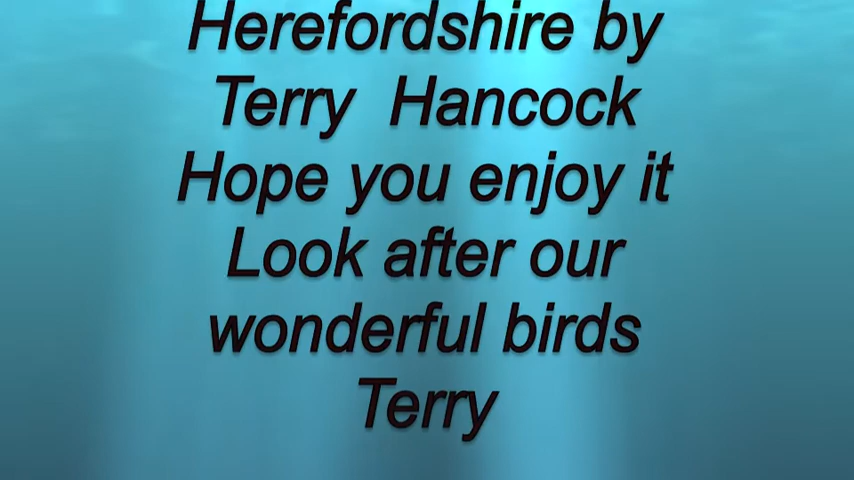 Herefordshire by
Terry Hancock
Hope you enjoy it
Look after our
wonderful birds
Terry